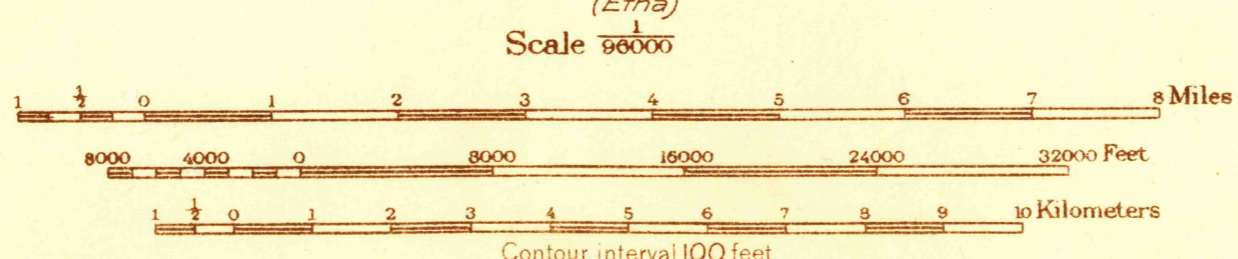 (Etna)
Scale 1/96000
1 ½ 0 1 2 3 4 5 6 7 8 Miles
8000 4000 0 8000 16000 24000 32000 Feet
1 ½ 0 1 2 3 4 5 6 7 8 9 10 Kilometers
Contour interval 100 feet